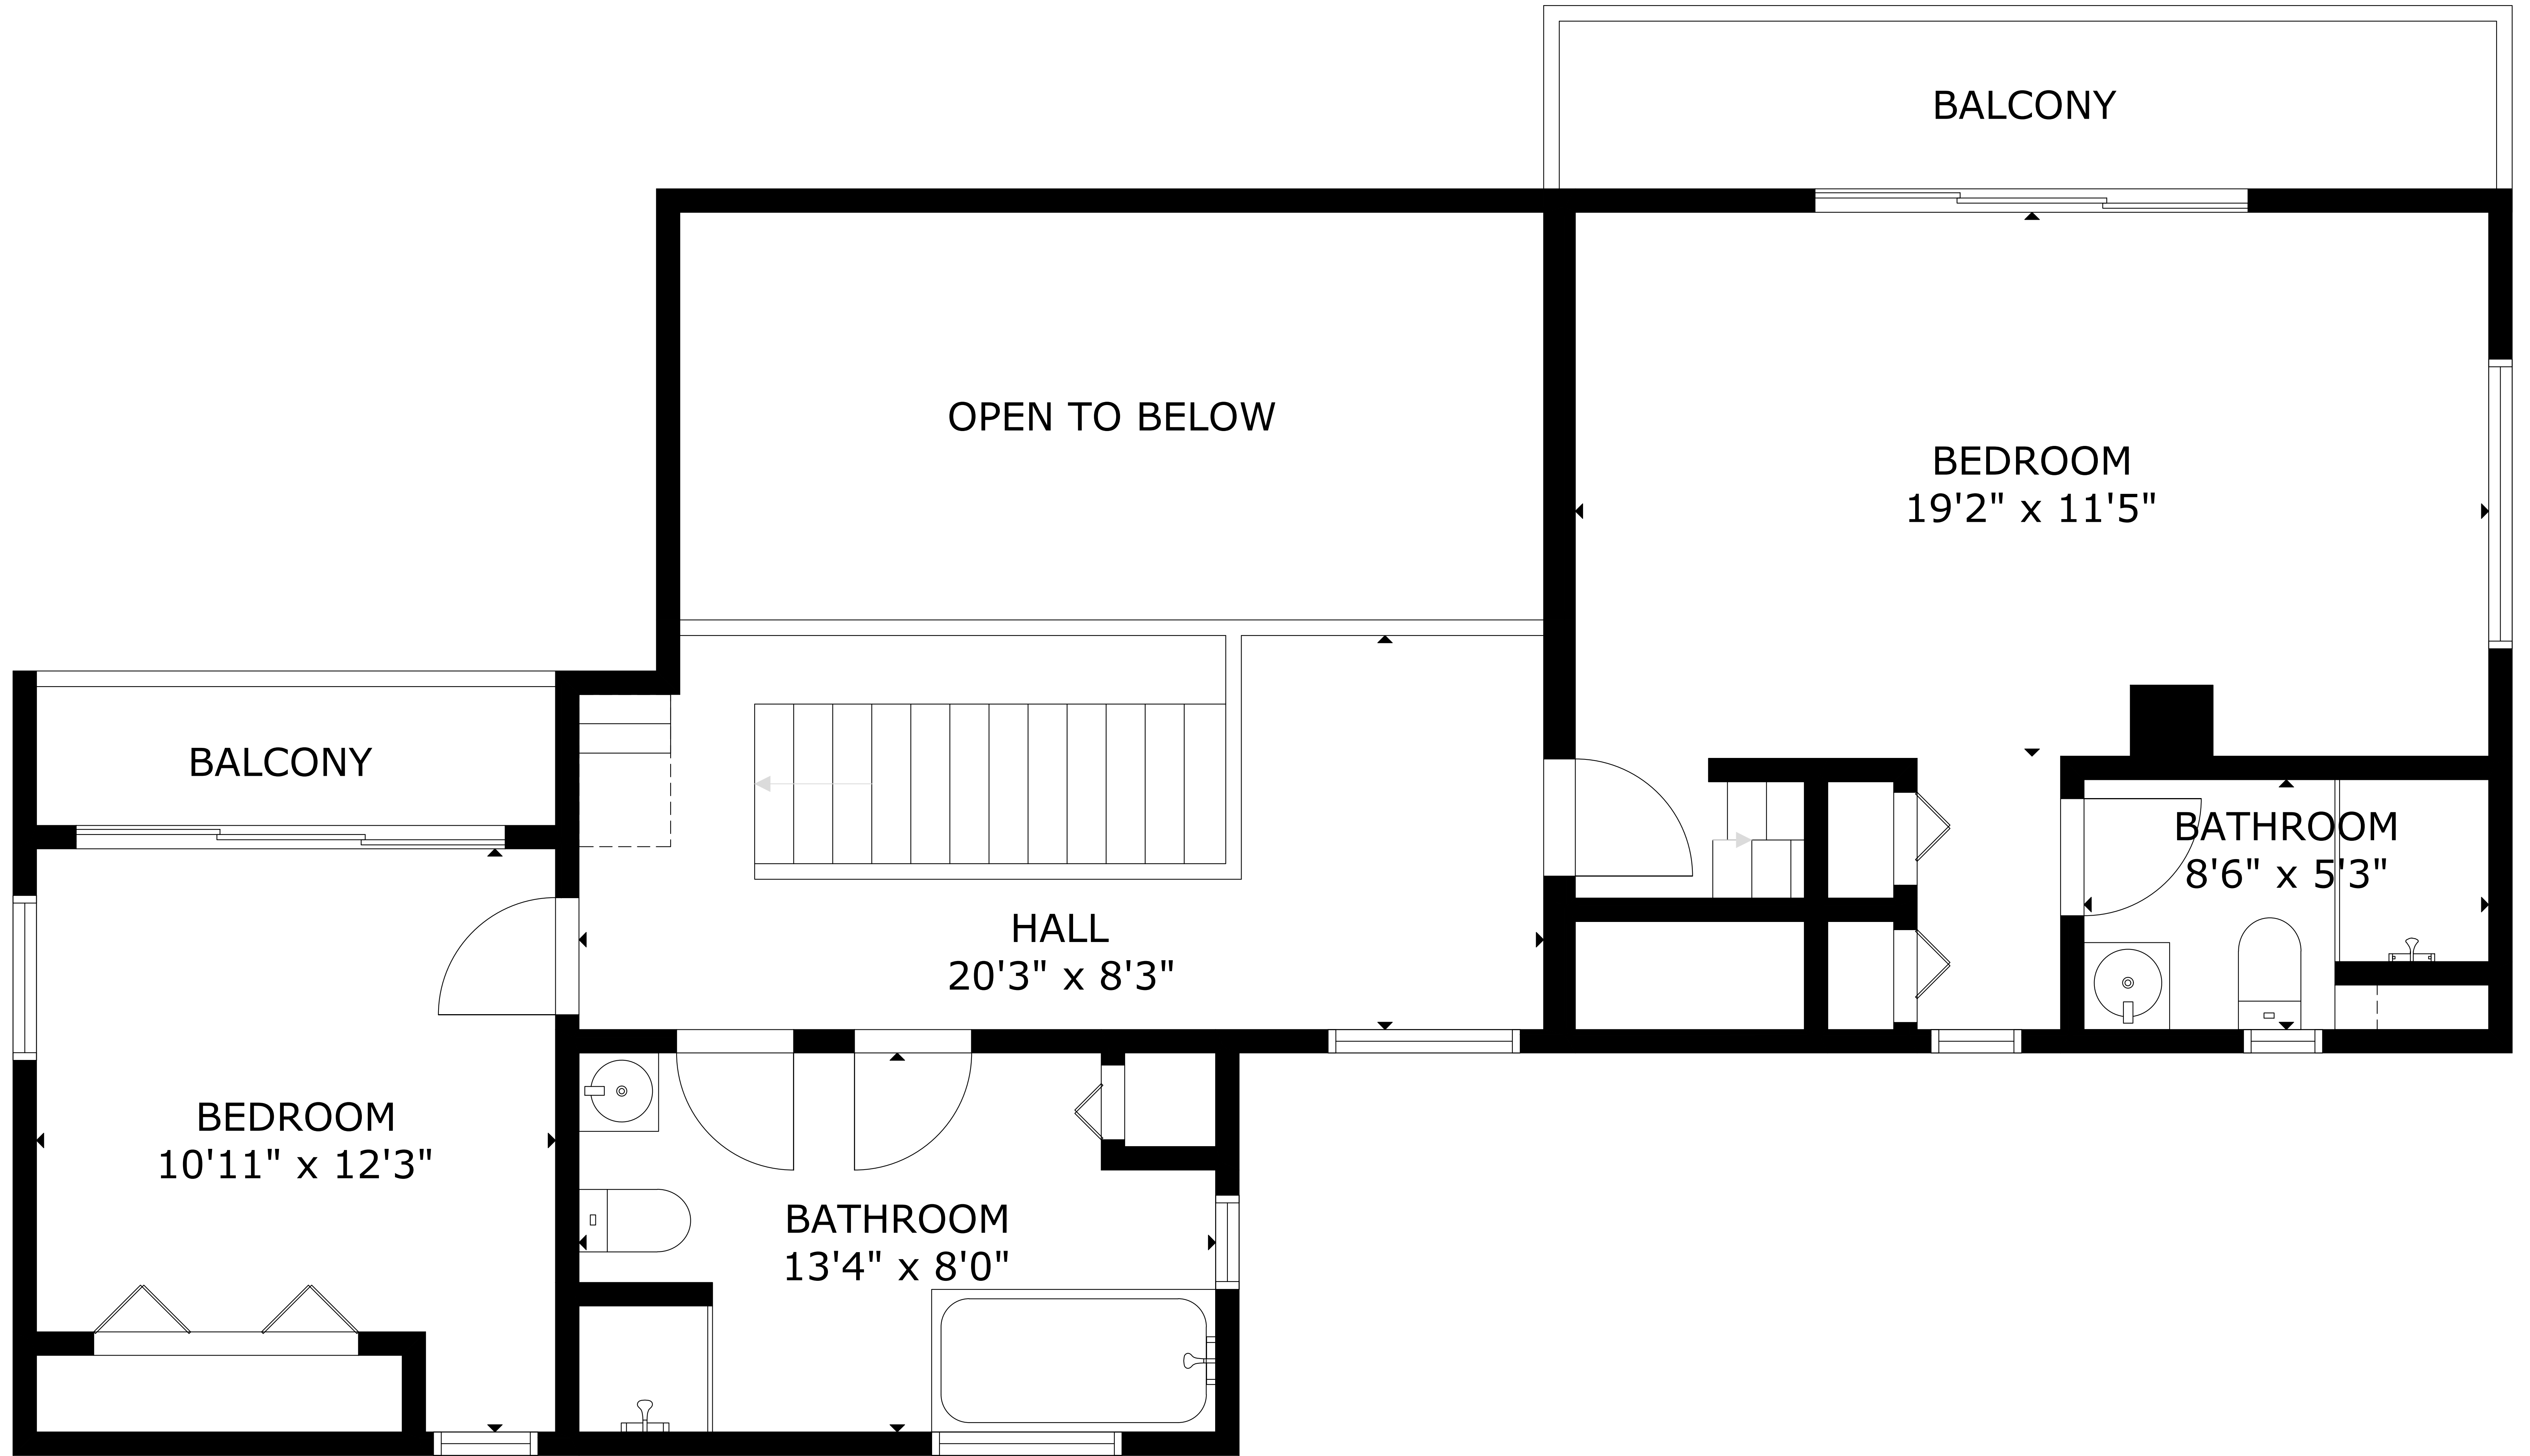 BALCONY
OPEN TO BELOW
BEDROOM
19'2" x 11'5"
BALCONY
BATHROOM
8'6" x 5'3"
HALL
20'3" x 8'3"
BEDROOM
10'11" x 12'3"
BATHROOM
13'4" x 8'0"